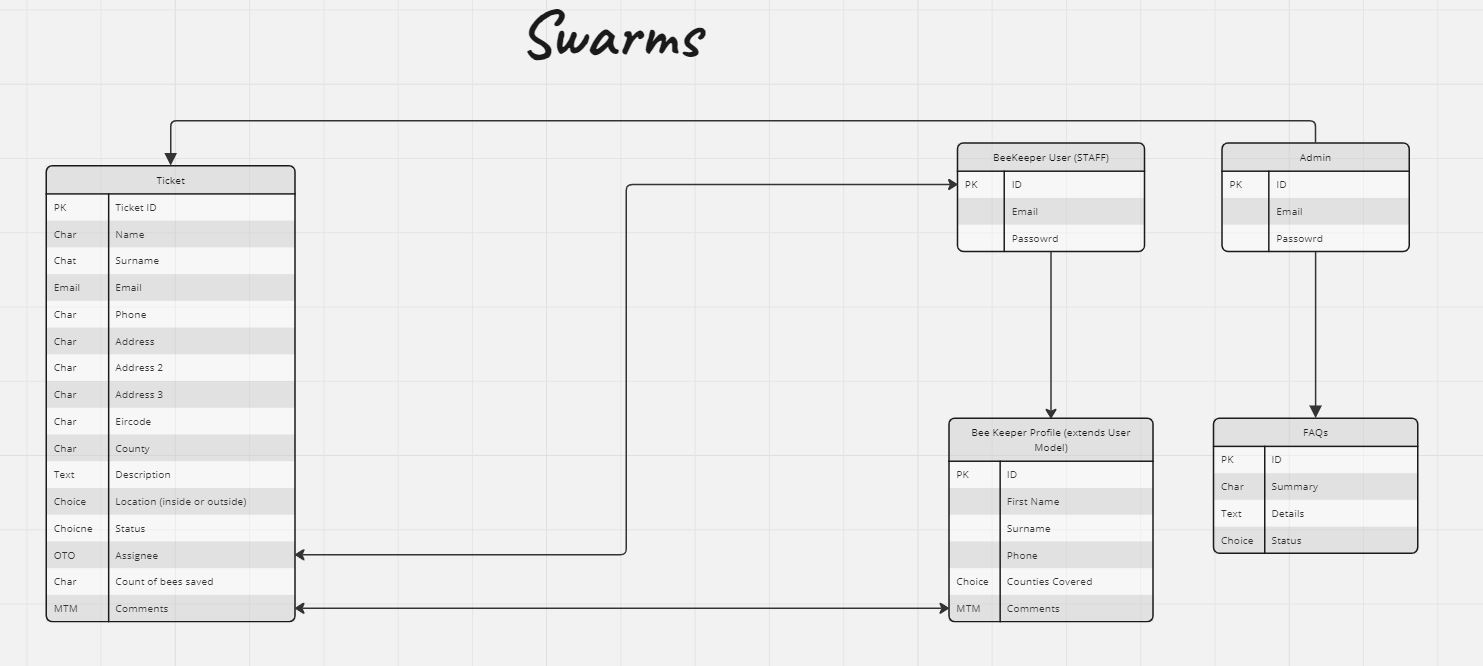 Swarms
Ticket
PK Ticket ID
Char Name
Chat Surname
Email Email
Char Phone
Char Address
Char Address 2
Char Address 3
Char Eircode
Char County
Text Description
Choice Location (inside or outside)
Choicne Status
OTO Assignee
Char Count of bees saved
MTM Comments
BeeKeeper User (STAFF)
PK ID
Email
Passowrd
Admin
PK ID
Email
Passowrd
Bee Keeper Profile (extends User
Model)
PK ID
First Name
Surname
Phone
Choice Counties Covered
MTM Comments
FAQs
PK ID
Char Summary
Text Details
Choice Status